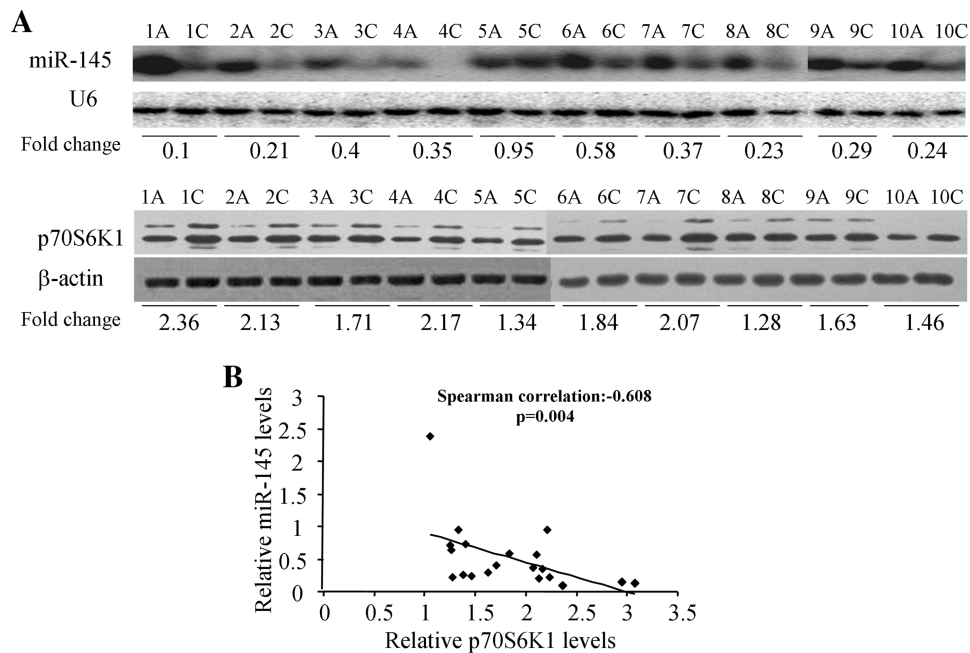 A
1A 1C 2A 2C 3A 3C 4A 4C 5A 5C 6A 6C 7A 7C 8A 8C 9A 9C 10A 10C
miR-145
U6
Fold change 0.1 0.21 0.4 0.35 0.95 0.58 0.37 0.23 0.29 0.24
1A 1C 2A 2C 3A 3C 4A 4C 5A 5C 6A 6C 7A 7C 8A 8C 9A 9C 10A 10C
p70S6K1
β-actin
Fold change 2.36 2.13 1.71 2.17 1.34 1.84 2.07 1.28 1.63 1.46
B
Spearman correlation:-0.608
p=0.004
Relative miR-145 levels
3
2.5
2
1.5
1
0.5
0
0 0.5 1 1.5 2 2.5 3 3.5
Relative p70S6K1 levels